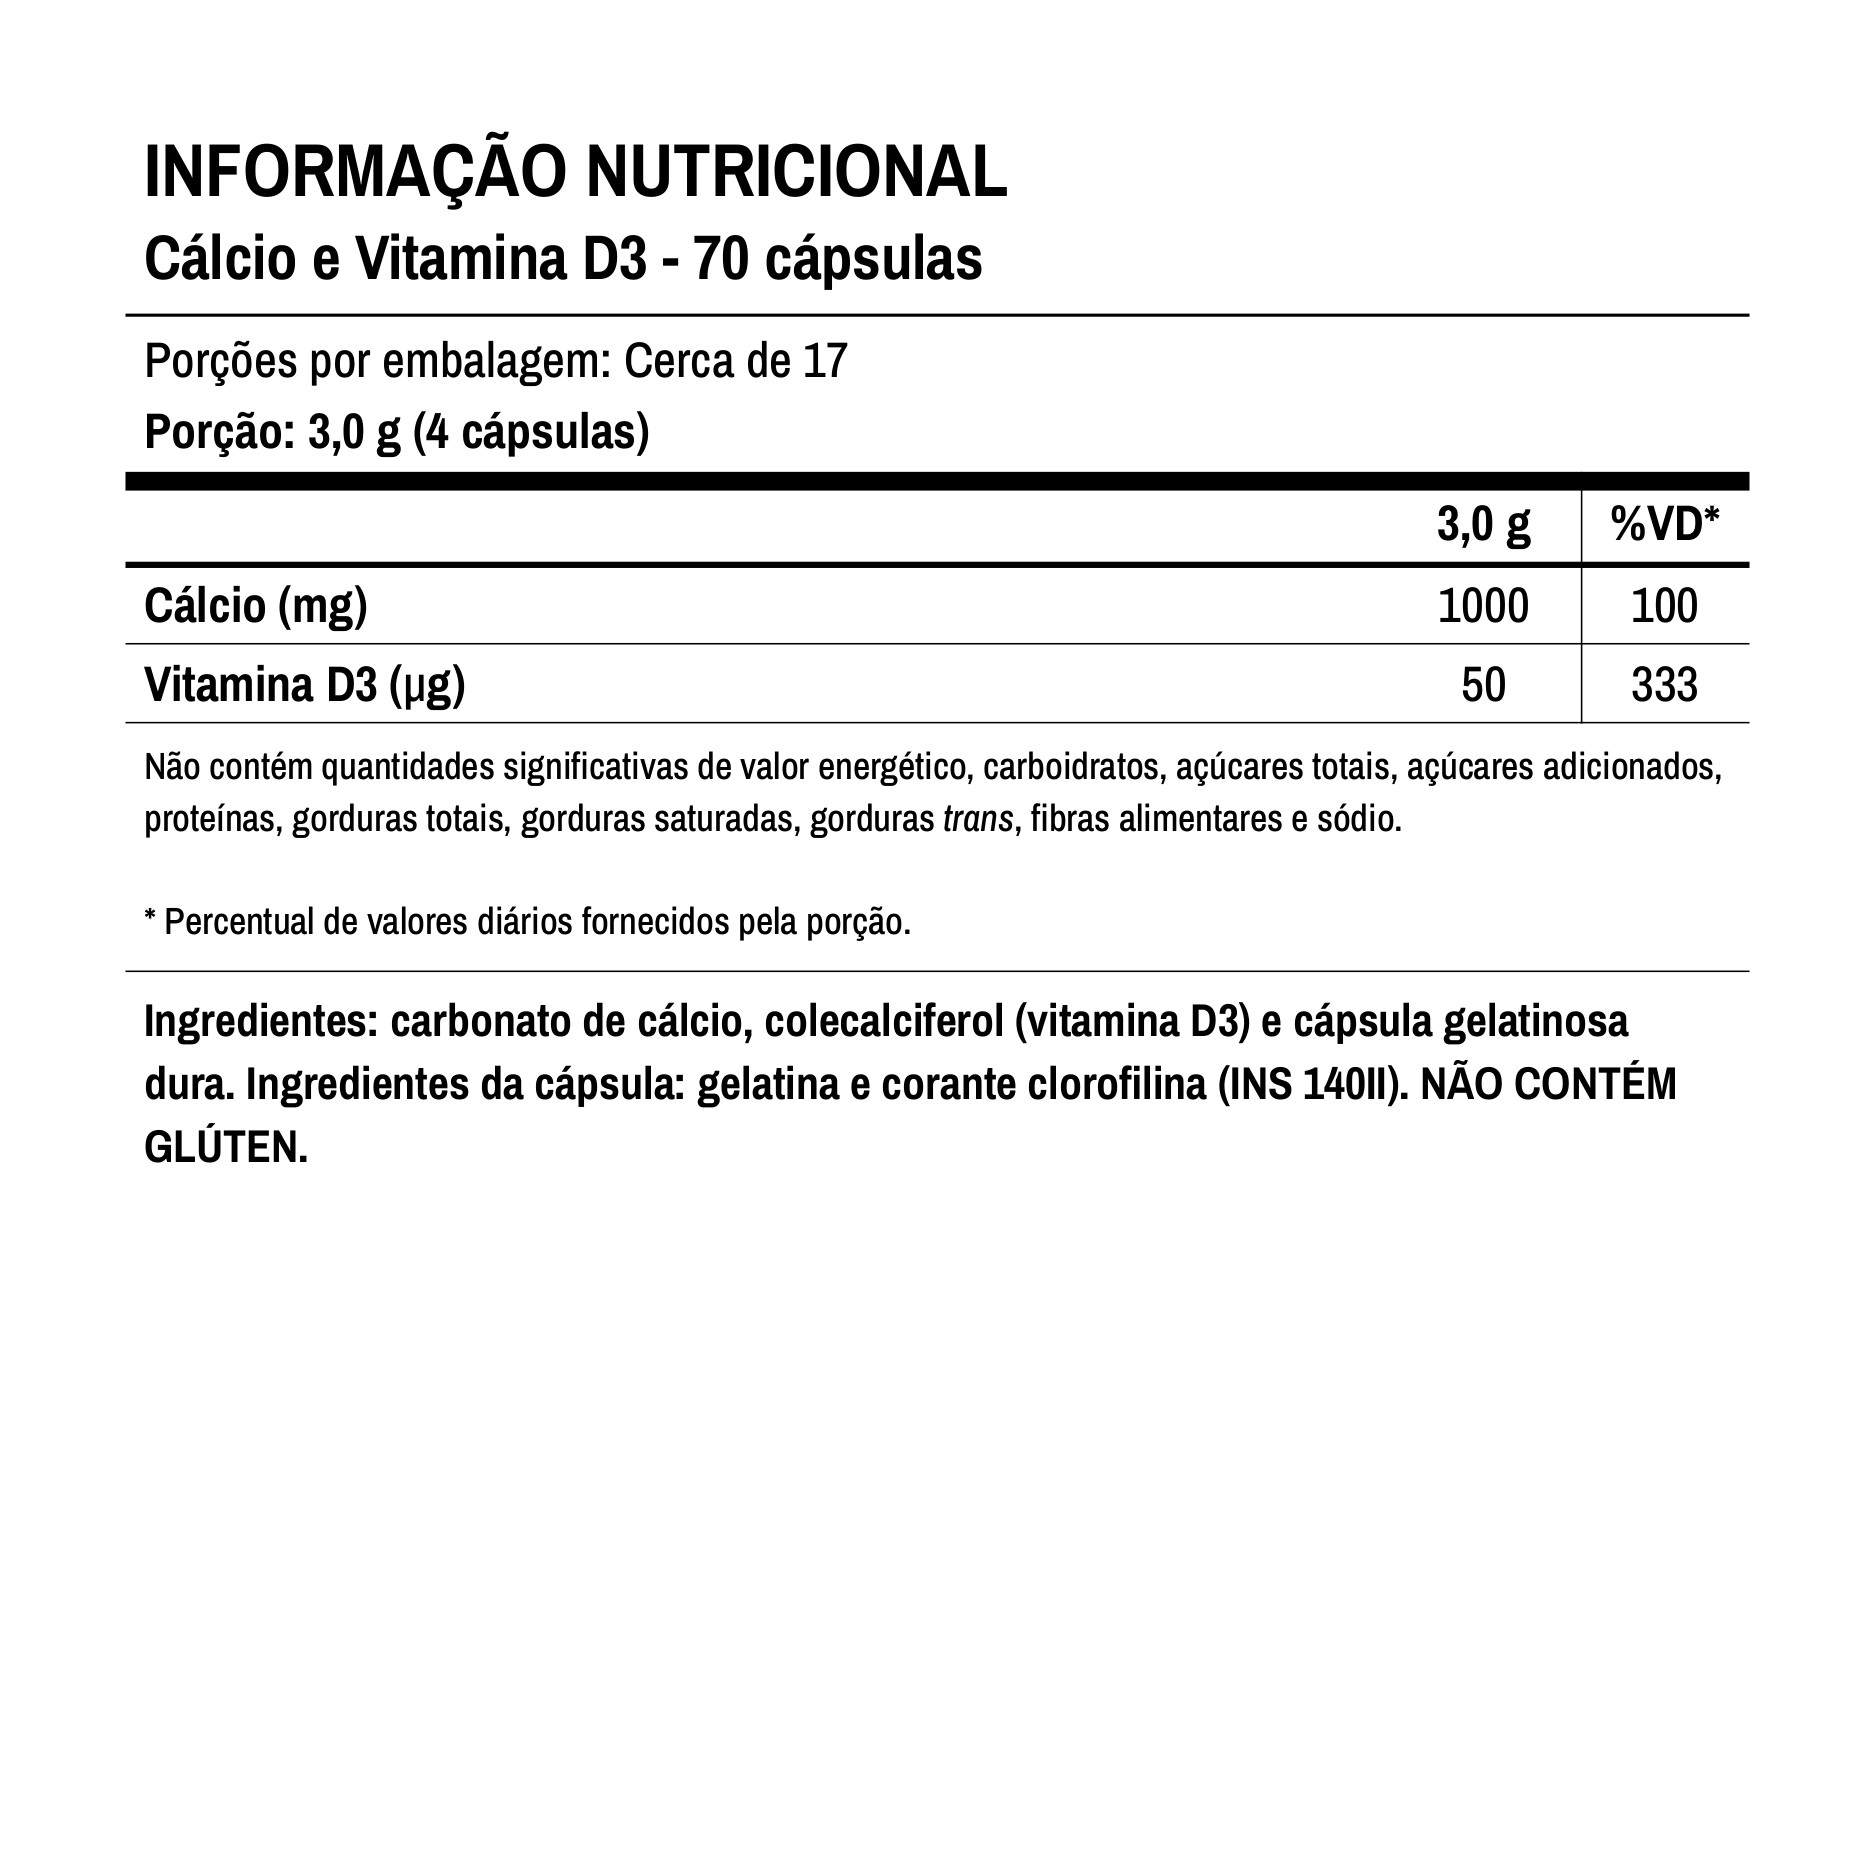 INFORMAÇÃO NUTRICIONAL
Cálcio e Vitamina D3 - 70 cápsulas
Porções por embalagem: Cerca de 17
Porção: 3,0 g (4 cápsulas)
3,0 g %VD*
Cálcio (mg) 1000 100
Vitamina D3 (µg) 50 333
Não contém quantidades significativas de valor energético, carboidratos, açúcares totais, açúcares adicionados,
proteínas, gorduras totais, gorduras saturadas, gorduras trans, fibras alimentares e sódio.
* Percentual de valores diários fornecidos pela porção.
Ingredientes: carbonato de cálcio, colecalciferol (vitamina D3) e cápsula gelatinosa
dura. Ingredientes da cápsula: gelatina e corante clorofilina (INS 140II). NÃO CONTÉM
GLÚTEN.